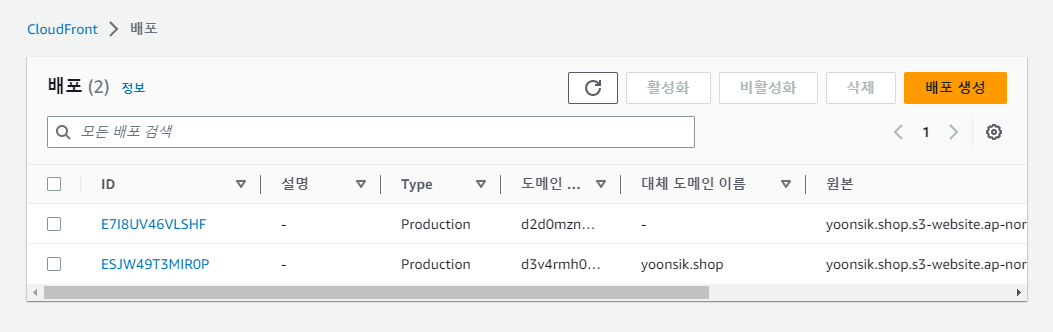 CloudFront > 배포
배포 (2) 정보 활성화 비활성화 삭제 배포 생성
모든 배포 검색 1
ID 설명 Type 도메인 ... 대체 도메인 이름 원본
E7I8UV46VLSHF - Production d2d0mzn... - yoonsik.shop.s3-website.ap-nor
ESJW49T3MIR0P - Production d3v4rmh0... yoonsik.shop yoonsik.shop.s3-website.ap-nor